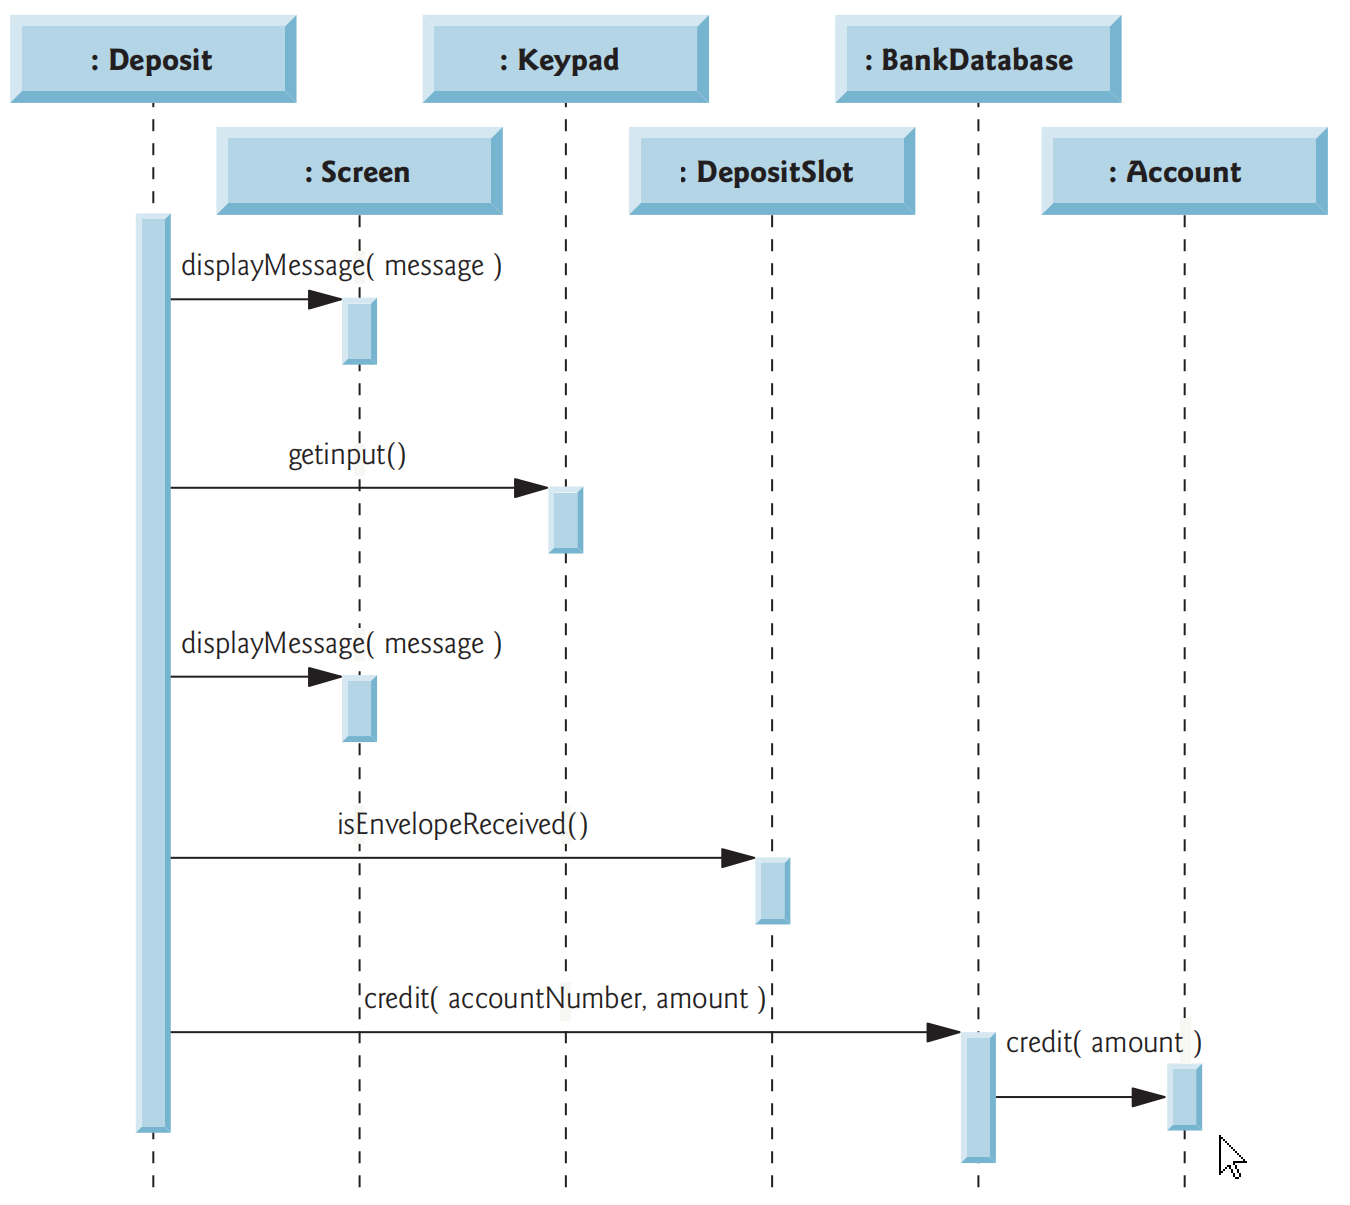 : Deposit
: Keypad
: BankDatabase
: Screen
: DepositSlot
: Account
displayMessage( message )
getinput()
displayMessage( message )
isEnvelopeReceived()
credit( accountNumber, amount )
credit( amount )